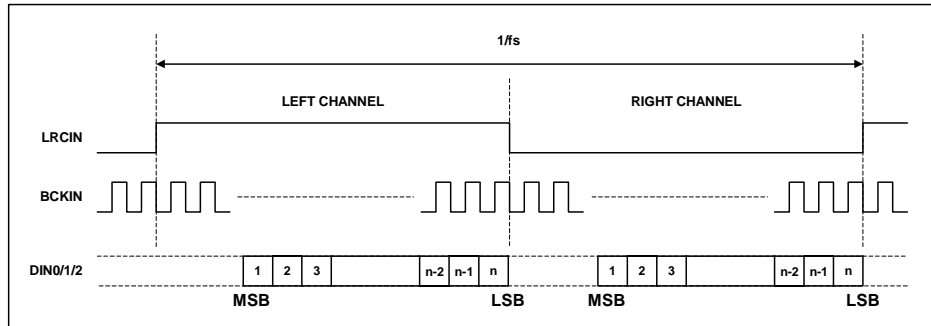 1/fs
LEFT CHANNEL RIGHT CHANNEL
LRCIN
BCKIN
DIN0/1/2 1 2 3 n-2 n-1 n 1 2 3 n-2 n-1 n
MSB LSB MSB LSB